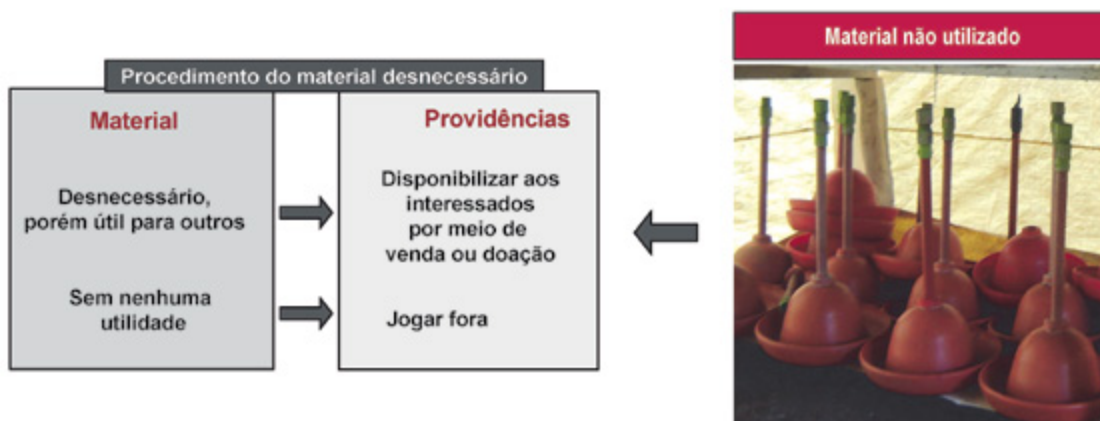 Material não utilizado
Procedimento do material desnecessário
Material
Desnecessário,
porém útil para outros
Sem nenhuma
utilidade
Providências
Disponibilizar aos
interessados
por meio de
venda ou doação
Jogar fora